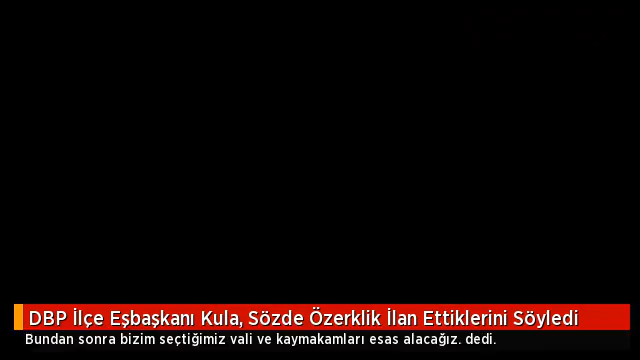 DBP İlçe Eşbaşkanı Kula, Sözde Özerklik İlan Ettiklerini Söyledi
Bundan sonra bizim seçtiğimiz vali ve kaymakamları esas alacağız. dedi.